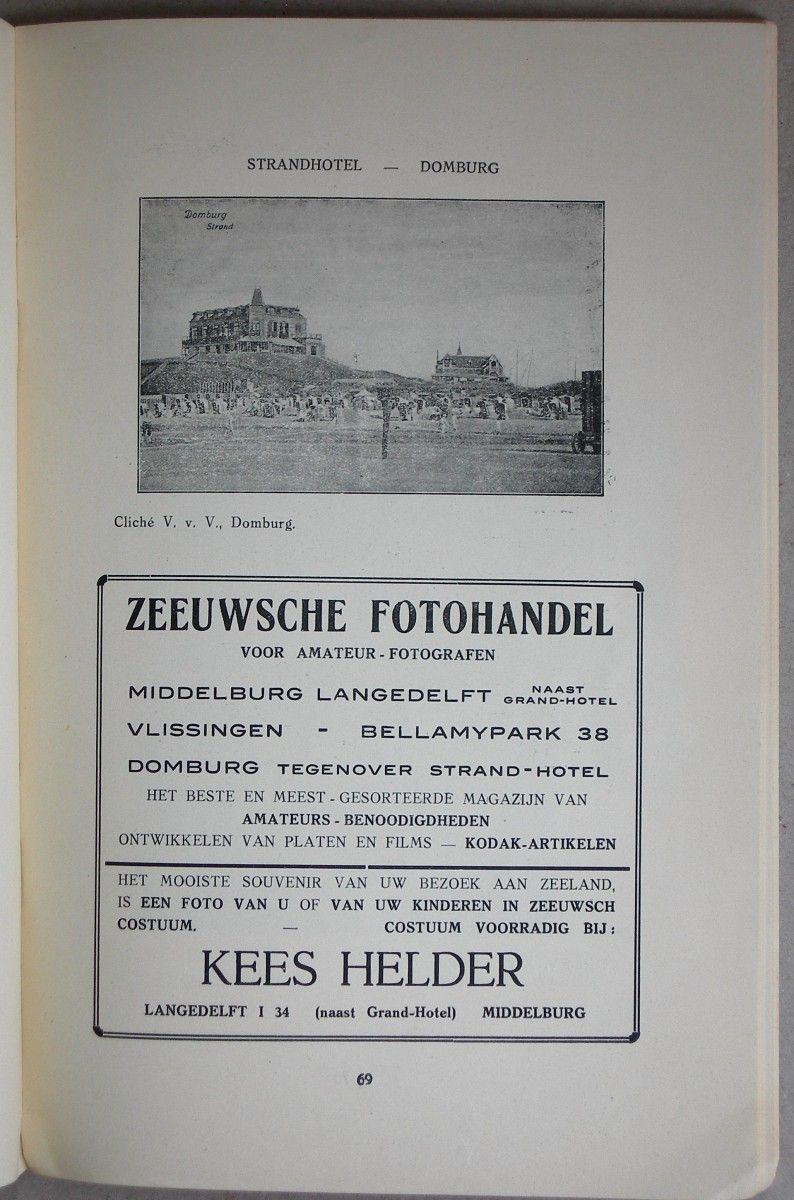 STRANDHOTEL — DOMBURG
Domburg
Strand
Cliché V. v. V., Domburg.
ZEEUWSCHE FOTOHANDEL
VOOR AMATEUR-FOTOGRAFEN
MIDDELBURG LANGEDELFT NAAST GRAND-HOTEL
VLISSINGEN - BELLAMYPARK 38
DOMBURG TEGENOVER STRAND-HOTEL
HET BESTE EN MEEST-GESORTEERDE MAGAZIJN VAN
AMATEURS-BENOODIGDHEDEN
ONTWIKKELEN VAN PLATEN EN FILMS — KODAK-ARTIKELEN
HET MOOISTE SOUVENIR VAN UW BEZOEK AAN ZEELAND,
IS EEN FOTO VAN U OF VAN UW KINDEREN IN ZEEUWSCH
COSTUUM. — COSTUUM VOORRADIG BIJ:
KEES HELDER
LANGEDELFT I 34 (naast Grand-Hotel) MIDDELBURG
69